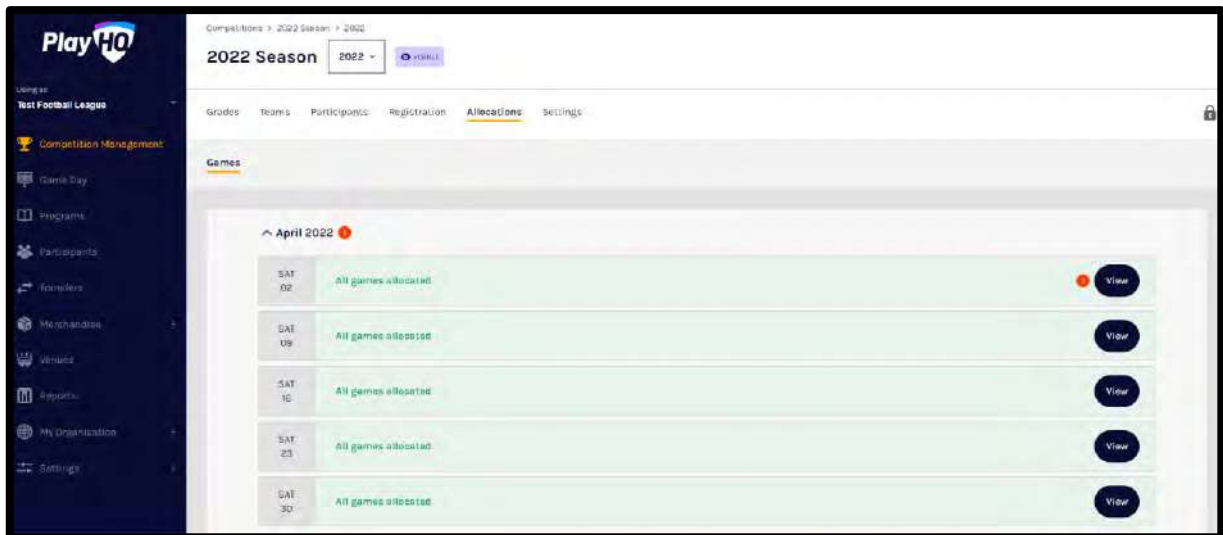 PlayHQ
Using as
Test Football League
Competition Management
Game Day
Programs
Participants
Transfers
Merchandise
Venues
Reports
My Organisation
Settings
Competitions > 2022 Season > 2022
2022 Season 2022 VISIBLE
Grades Teams Participants Registration Allocations Settings
Games
April 2022 !
SAT
02 All games allocated ! View
SAT
09 All games allocated View
SAT
16 All games allocated View
SAT
23 All games allocated View
SAT
30 All games allocated View